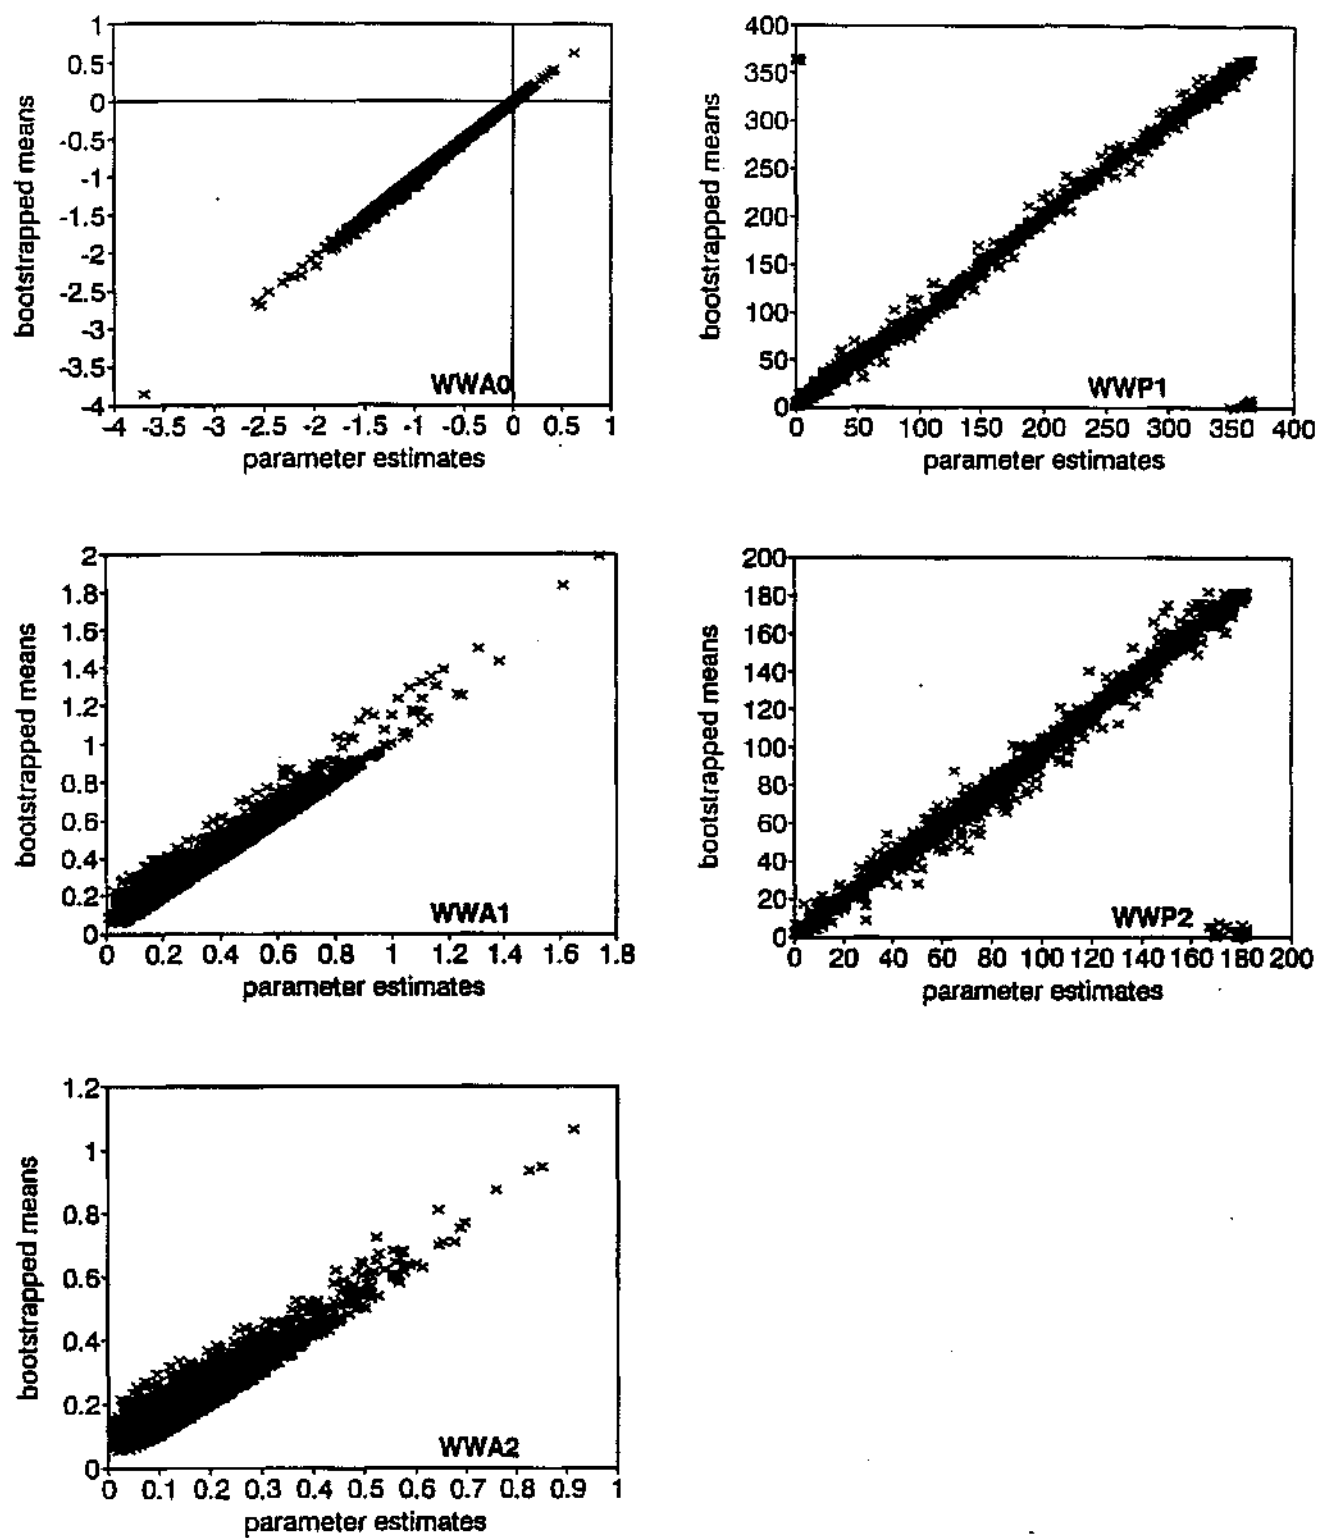 bootstrapped means
1
0.5
0
-0.5
-1
-1.5
-2
-2.5
-3
-3.5
-4
WWA0
-4 -3.5 -3 -2.5 -2 -1.5 -1 -0.5 0 0.5 1
parameter estimates
bootstrapped means
400
350
300
250
200
150
100
50
0
WWP1
0 50 100 150 200 250 300 350 400
parameter estimates
bootstrapped means
2
1.8
1.6
1.4
1.2
1
0.8
0.6
0.4
0.2
0
WWA1
0 0.2 0.4 0.6 0.8 1 1.2 1.4 1.6 1.8
parameter estimates
bootstrapped means
200
180
160
140
120
100
80
60
40
20
0
WWP2
0 20 40 60 80 100 120 140 160 180 200
parameter estimates
bootstrapped means
1.2
1
0.8
0.6
0.4
0.2
0
WWA2
0 0.1 0.2 0.3 0.4 0.5 0.6 0.7 0.8 0.9 1
parameter estimates